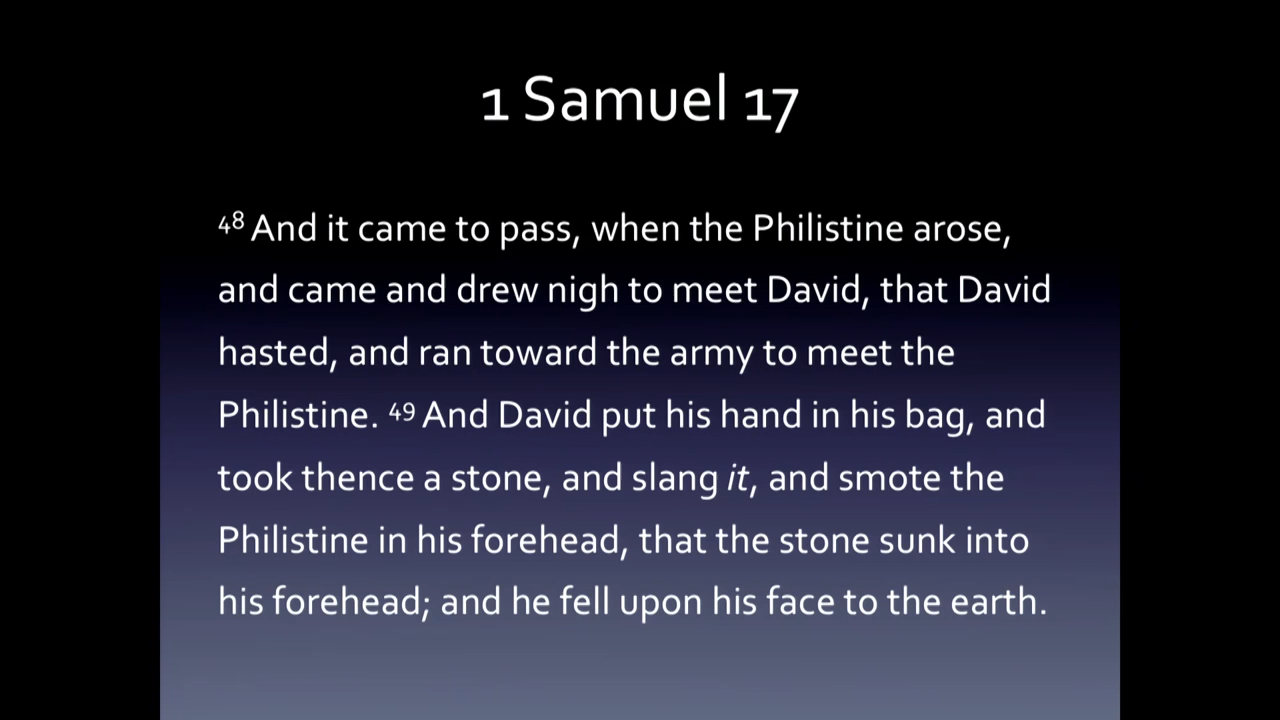 1 Samuel 17
48 And it came to pass, when the Philistine arose,
and came and drew nigh to meet David, that David
hasted, and ran toward the army to meet the
Philistine. 49 And David put his hand in his bag, and
took thence a stone, and slang it, and smote the
Philistine in his forehead, that the stone sunk into
his forehead; and he fell upon his face to the earth.